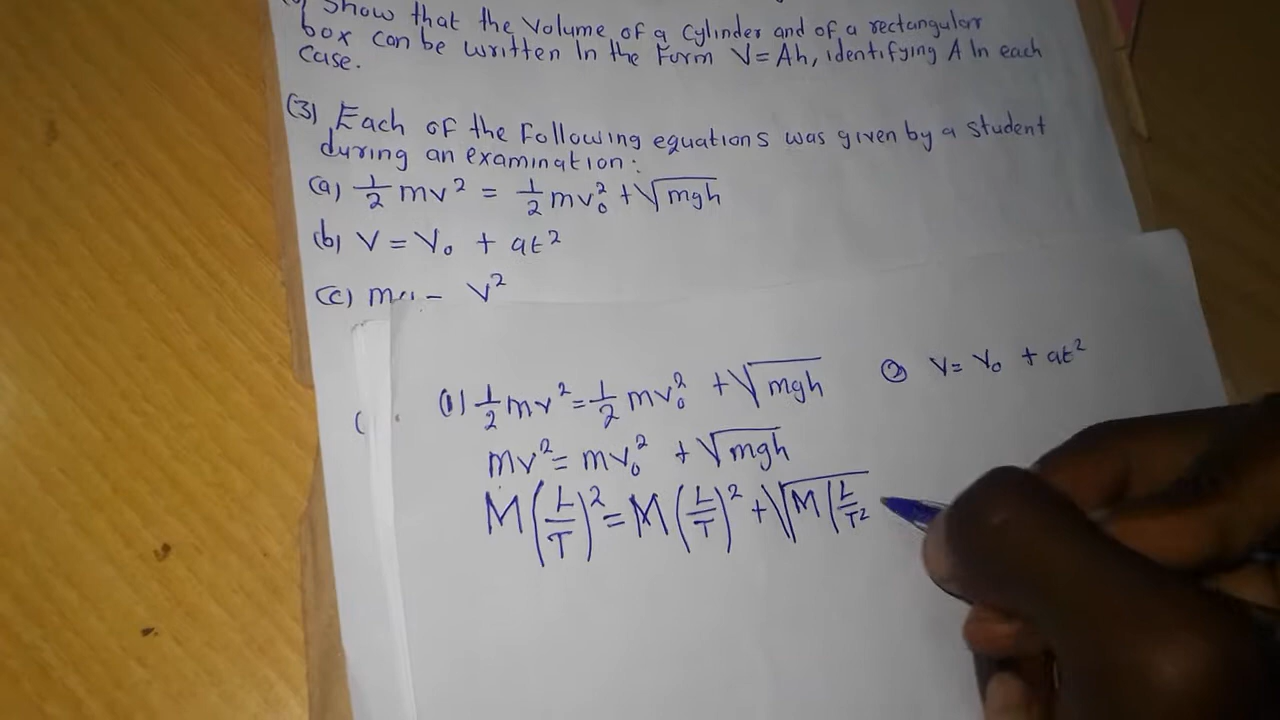 Show that the Volume of a Cylinder and of a rectangular
box can be written In the Form V = Ah, identifying A In each
case.
(3) Each of the Following equations was given by a student
during an examination:
(a) ½ mv² = ½ mv₀² + √mgh
(b) V = V₀ + at²
(c) ma = V²
(1) ½ mv² = ½ mv₀² + √mgh
② V = V₀ + at²
mv² = mv₀² + √mgh
M(L/T)² = M(L/T)² + √M(L/T²